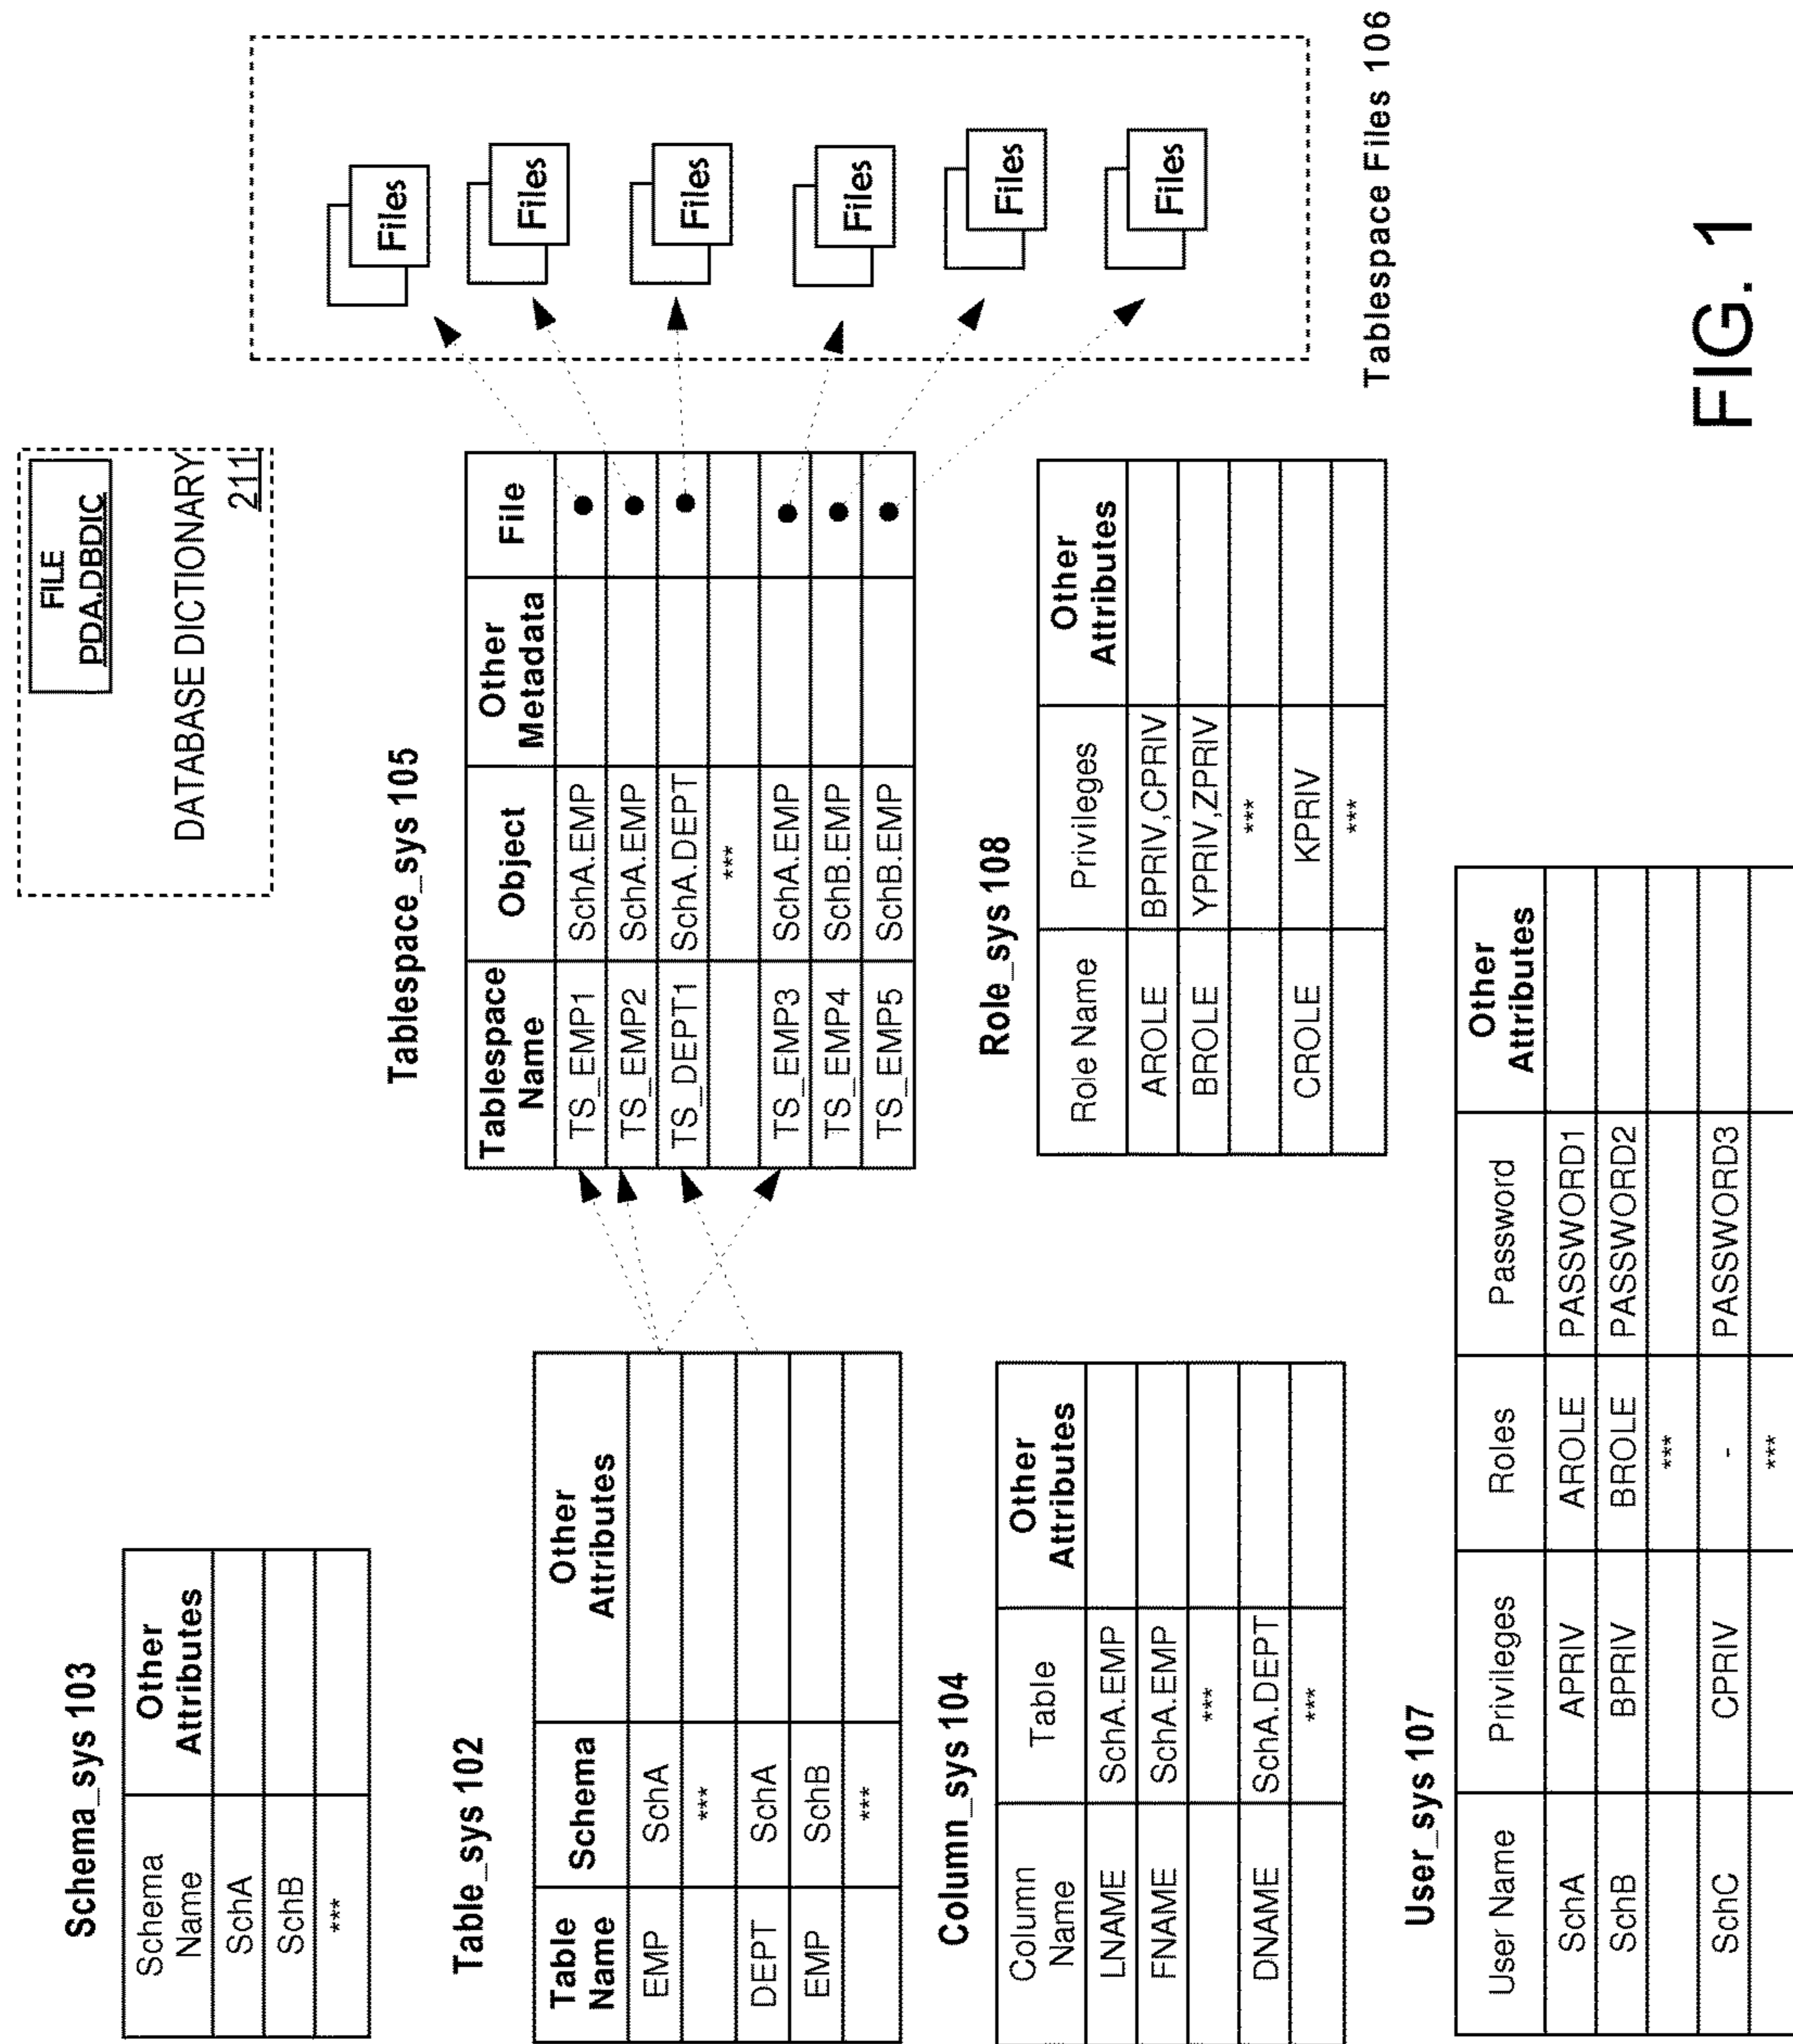 FILE
PDA.DBDIC
DATABASE DICTIONARY
211
Schema_sys 103
Schema Name Other Attributes
SchA
SchB
***
Table_sys 102
Table Name Schema Other Attributes
EMP SchA
***
DEPT SchA
EMP SchB
***
Tablespace_sys 105
Tablespace Name Object Other Metadata File
TS_EMP1 SchA.EMP
TS_EMP2 SchA.EMP
TS_DEPT1 SchA.DEPT
***
TS_EMP3 SchA.EMP
TS_EMP4 SchB.EMP
TS_EMP5 SchB.EMP
Files
Files
Files
Files
Files
Files
Tablespace Files 106
Column_sys 104
Column Name Table Other Attributes
LNAME SchA.EMP
FNAME SchA.EMP
***
DNAME SchA.DEPT
***
Role_sys 108
Role Name Privileges Other Attributes
AROLE BPRIV,CPRIV
BROLE YPRIV,ZPRIV
***
CROLE KPRIV
***
User_sys 107
User Name Privileges Roles Password Other Attributes
SchA APRIV AROLE PASSWORD1
SchB BPRIV BROLE PASSWORD2
***
SchC CPRIV - PASSWORD3
***
FIG. 1